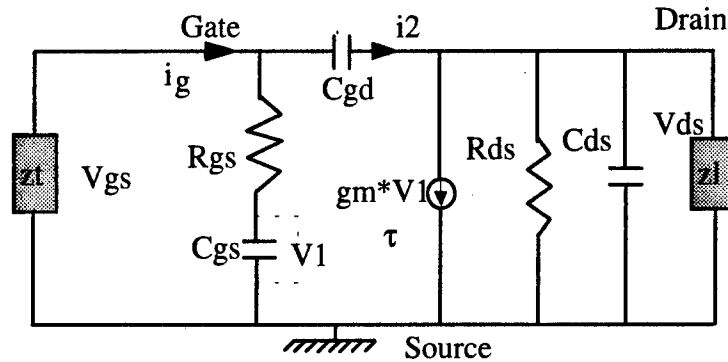 Gate
i2
Drain
ig
Cgd
zt
Vgs
Rgs
Cgs
V1
gm*V1
τ
Rds
Cds
Vds
zl
Source